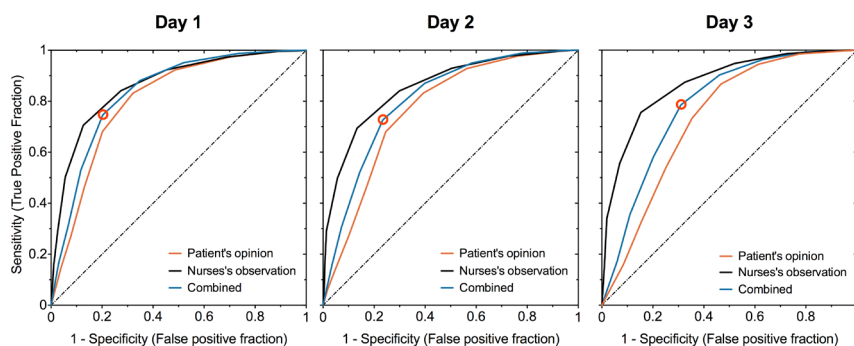 Day 1
Day 2
Day 3
Sensitivity (True Positive Fraction)
1
0.8
0.6
0.4
0.2
0
Patient's opinion
Nurses's observation
Combined
0 0.2 0.4 0.6 0.8 1
1 - Specificity (False positive fraction)
Patient's opinion
Nurses's observation
Combined
0 0.2 0.4 0.6 0.8 1
1 - Specificity (False positive fraction)
Patient's opinion
Nurses's observation
Combined
0 0.2 0.4 0.6 0.8
1 - Specificity (False positive fraction)